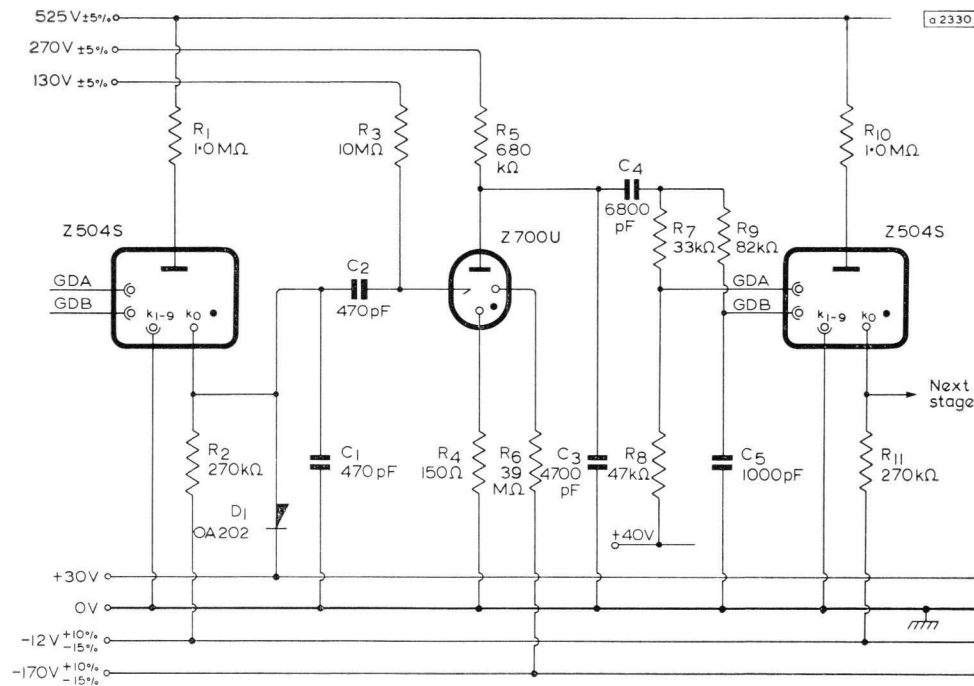 525V ±5%
a 2330
270V ±5%
130V ±5%
R1
1·0MΩ
R3
10MΩ
R5
680
kΩ
C4
6800
pF
R7
33kΩ
R9
82kΩ
R10
1·0MΩ
Z504S
GDA
GDB
k1-9
k0
C2
470pF
Z700U
Z504S
GDA
GDB
k1-9
k0
Next
stage
R2
270kΩ
C1
470pF
R4
150Ω
R6
39
MΩ
C3
4700
pF
R8
47kΩ
C5
1000pF
R11
270kΩ
D1
OA202
+40V
+30V
0V
-12V +10%
-15%
-170V +10%
-15%